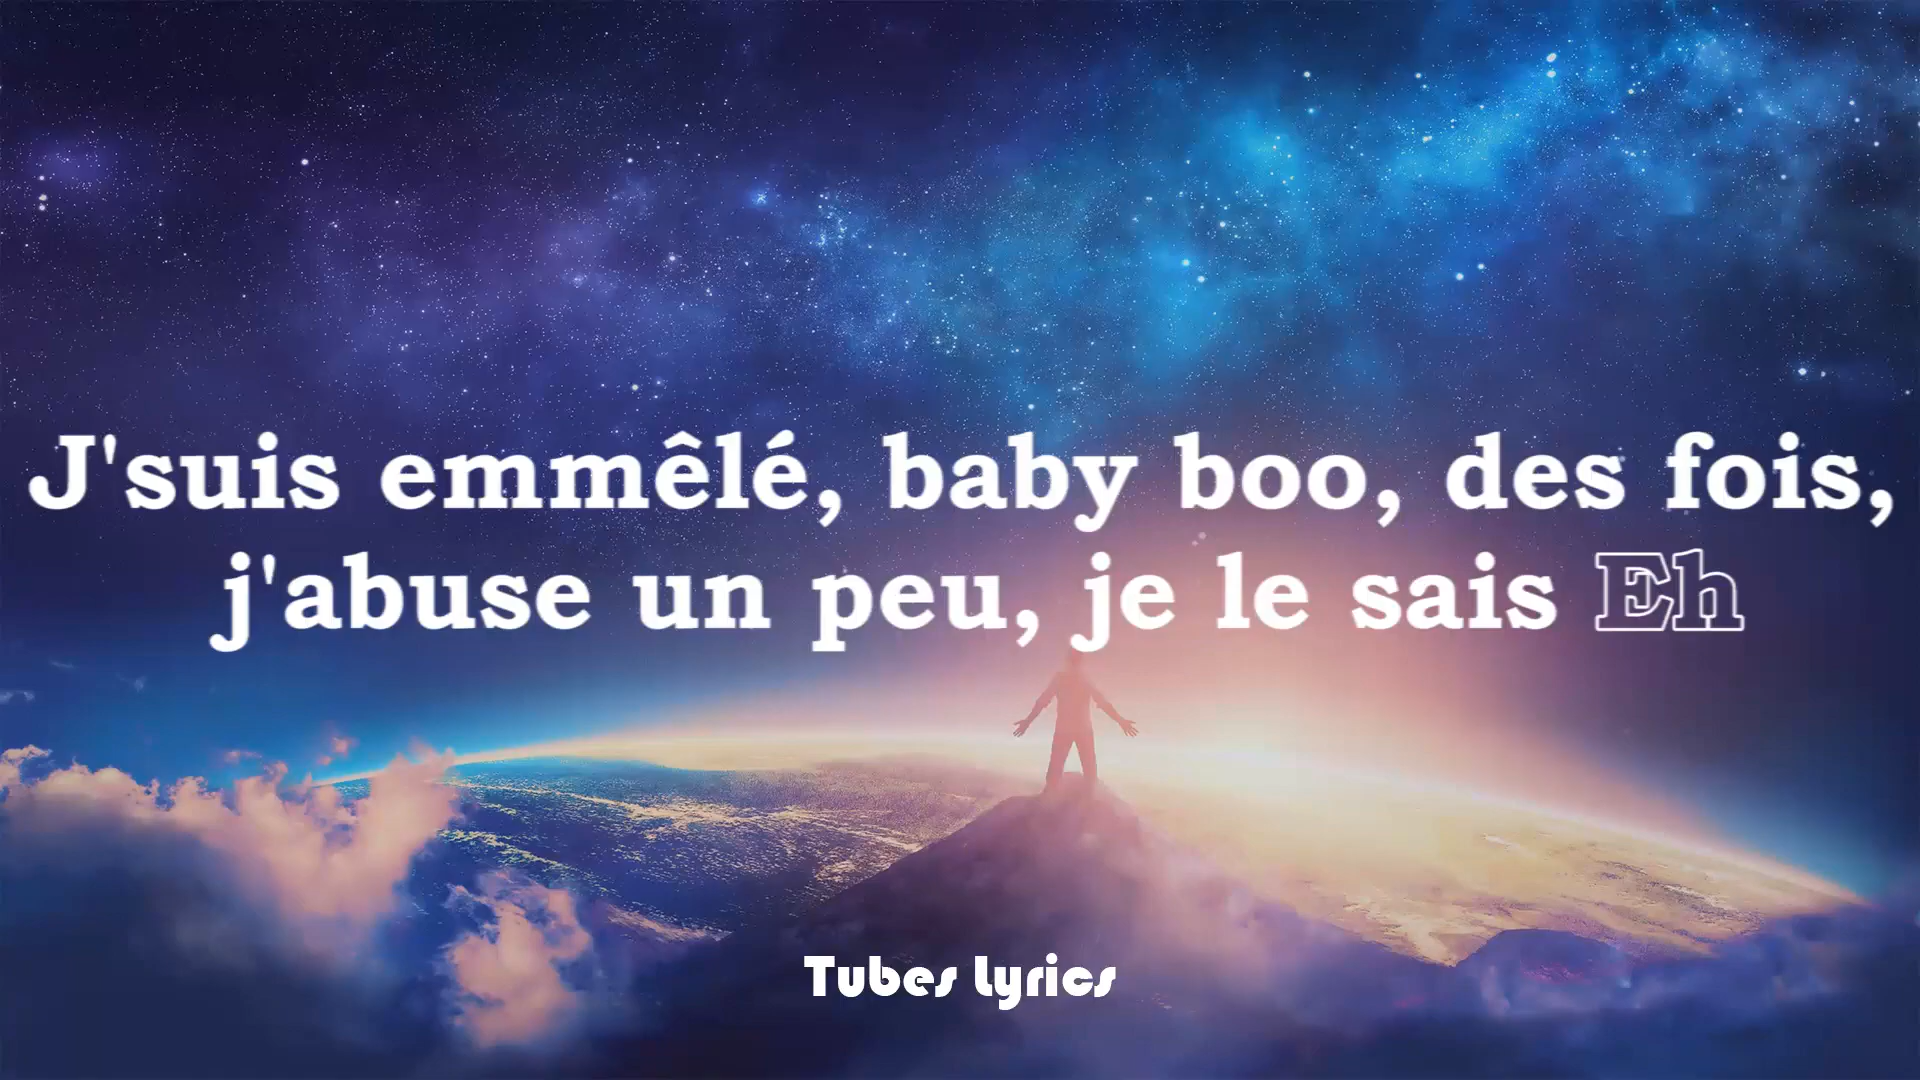 J'suis emmêlé, baby boo, des fois,
j'abuse un peu, je le sais Eh
Tubes Lyrics